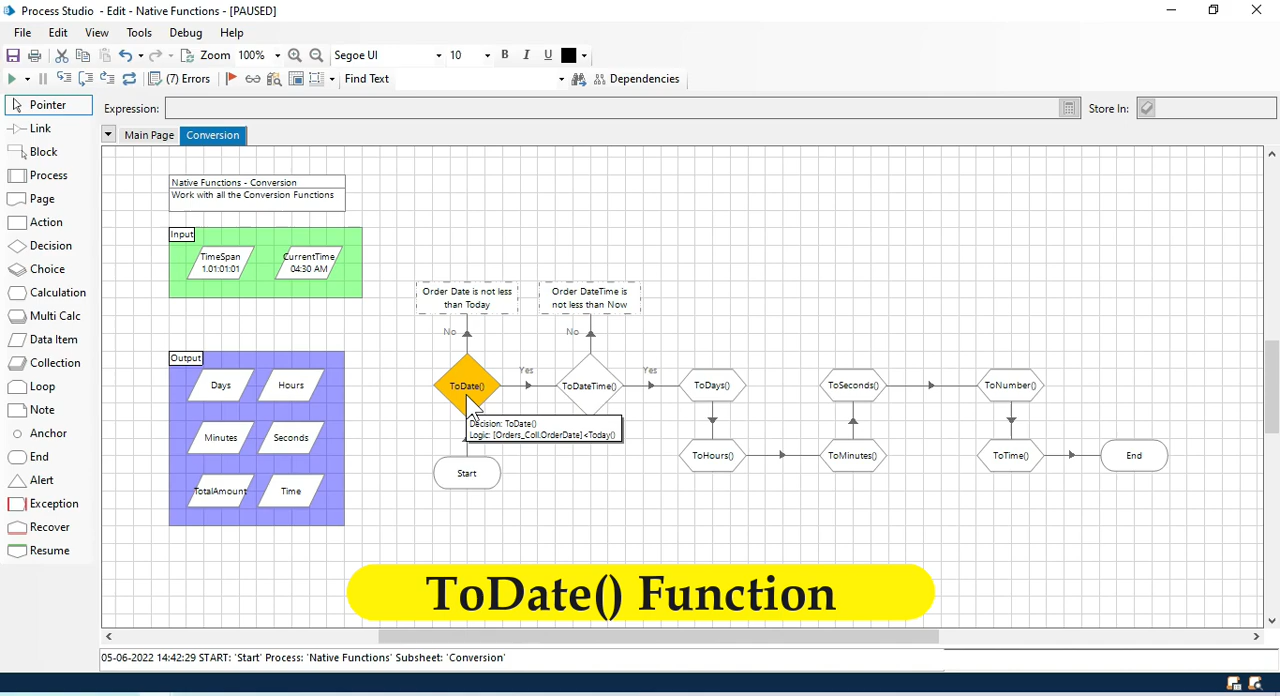 Process Studio - Edit - Native Functions - [PAUSED]
File Edit View Tools Debug Help
Zoom 100% Segoe UI 10 B I U
(7) Errors Find Text Dependencies
Pointer
Link
Block
Process
Page
Action
Decision
Choice
Calculation
Multi Calc
Data Item
Collection
Loop
Note
Anchor
End
Alert
Exception
Recover
Resume
Expression: Store In:
Main Page Conversion
Native Functions - Conversion
Work with all the Conversion Functions
Input
TimeSpan
1.01:01:01
CurrentTime
04:30 AM
Output
Days Hours
Minutes Seconds
TotalAmount Time
Order Date is not less
than Today
Order DateTime is
not less than Now
No No
Yes Yes
ToDate() ToDateTime() ToDays() ToSeconds() ToNumber()
Decision: ToDate()
Logic: [Orders_Coll.OrderDate] <Today()
ToHours() ToMinutes() ToTime() End
Start
ToDate() Function
05-06-2022 14:42:29 START: 'Start' Process: 'Native Functions' Subsheet: 'Conversion'